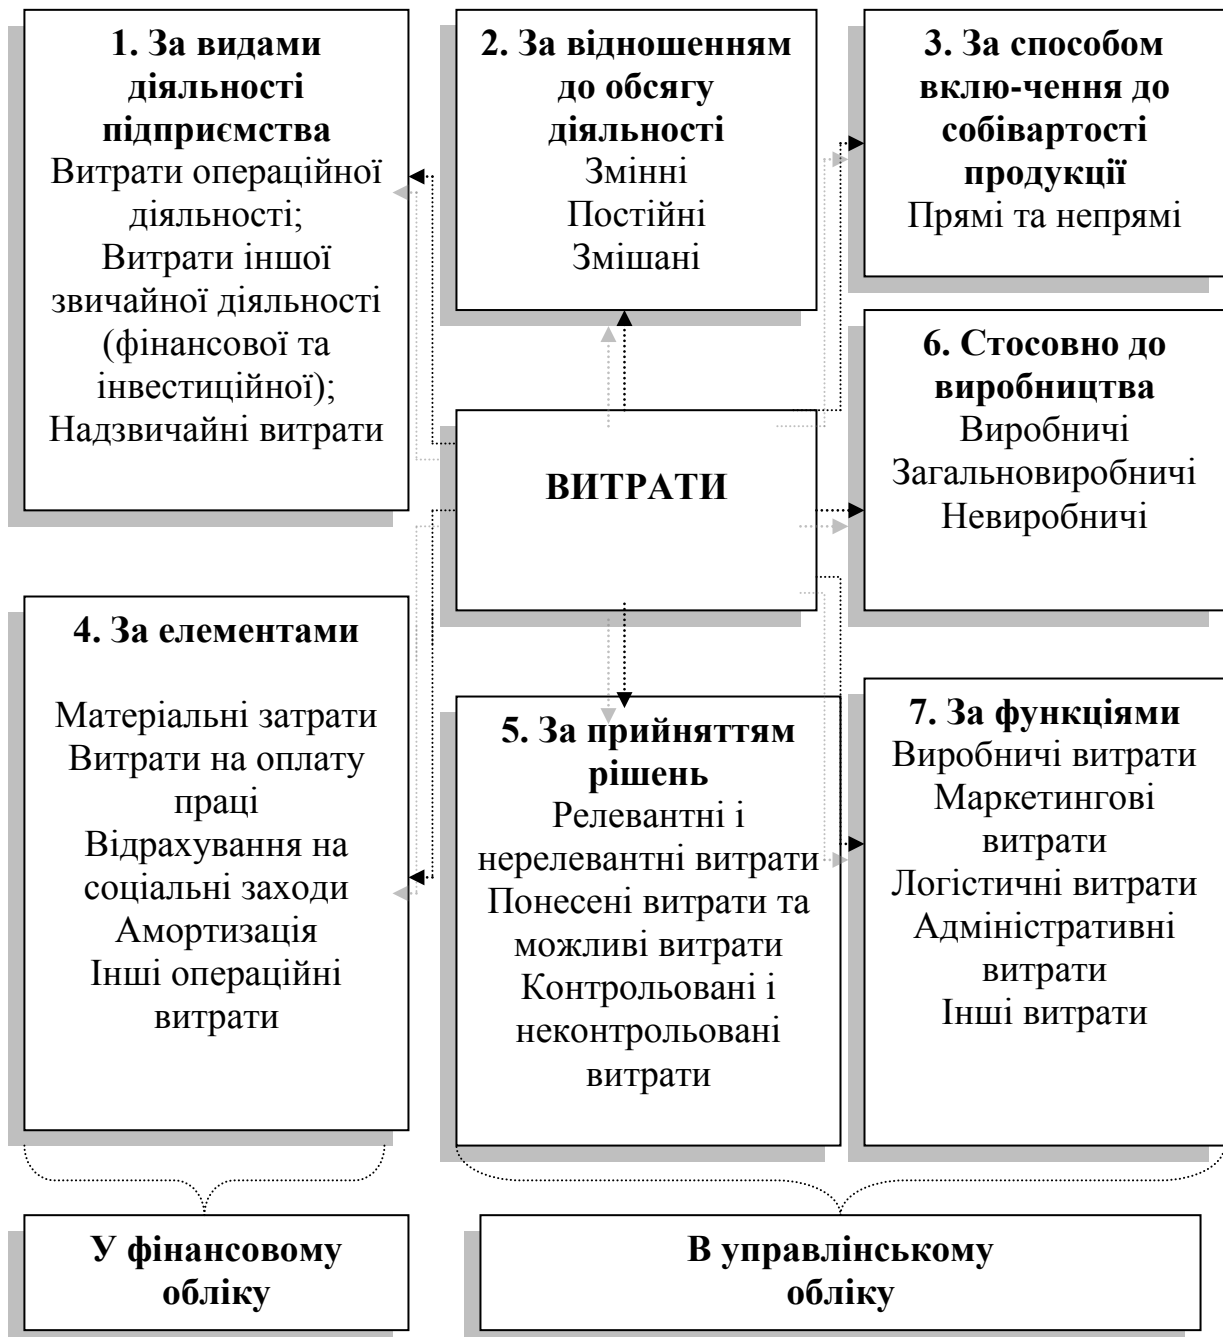 1. За видами
діяльності
підприємства
Витрати операційної
діяльності;
Витрати іншої
звичайної діяльності
(фінансової та
інвестиційної);
Надзвичайні витрати
2. За відношенням
до обсягу
діяльності
Змінні
Постійні
Змішані
3. За способом
вклю-чення до
собівартості
продукції
Прямі та непрямі
ВИТРАТИ
6. Стосовно до
виробництва
Виробничі
Загальновиробничі
Невиробничі
4. За елементами
Матеріальні затрати
Витрати на оплату
праці
Відрахування на
соціальні заходи
Амортизація
Інші операційні
витрати
5. За прийняттям
рішень
Релевантні і
нерелевантні витрати
Понесені витрати та
можливі витрати
Контрольовані і
неконтрольовані
витрати
7. За функціями
Виробничі витрати
Маркетингові
витрати
Логістичні витрати
Адміністративні
витрати
Інші витрати
У фінансовому
обліку
В управлінському
обліку